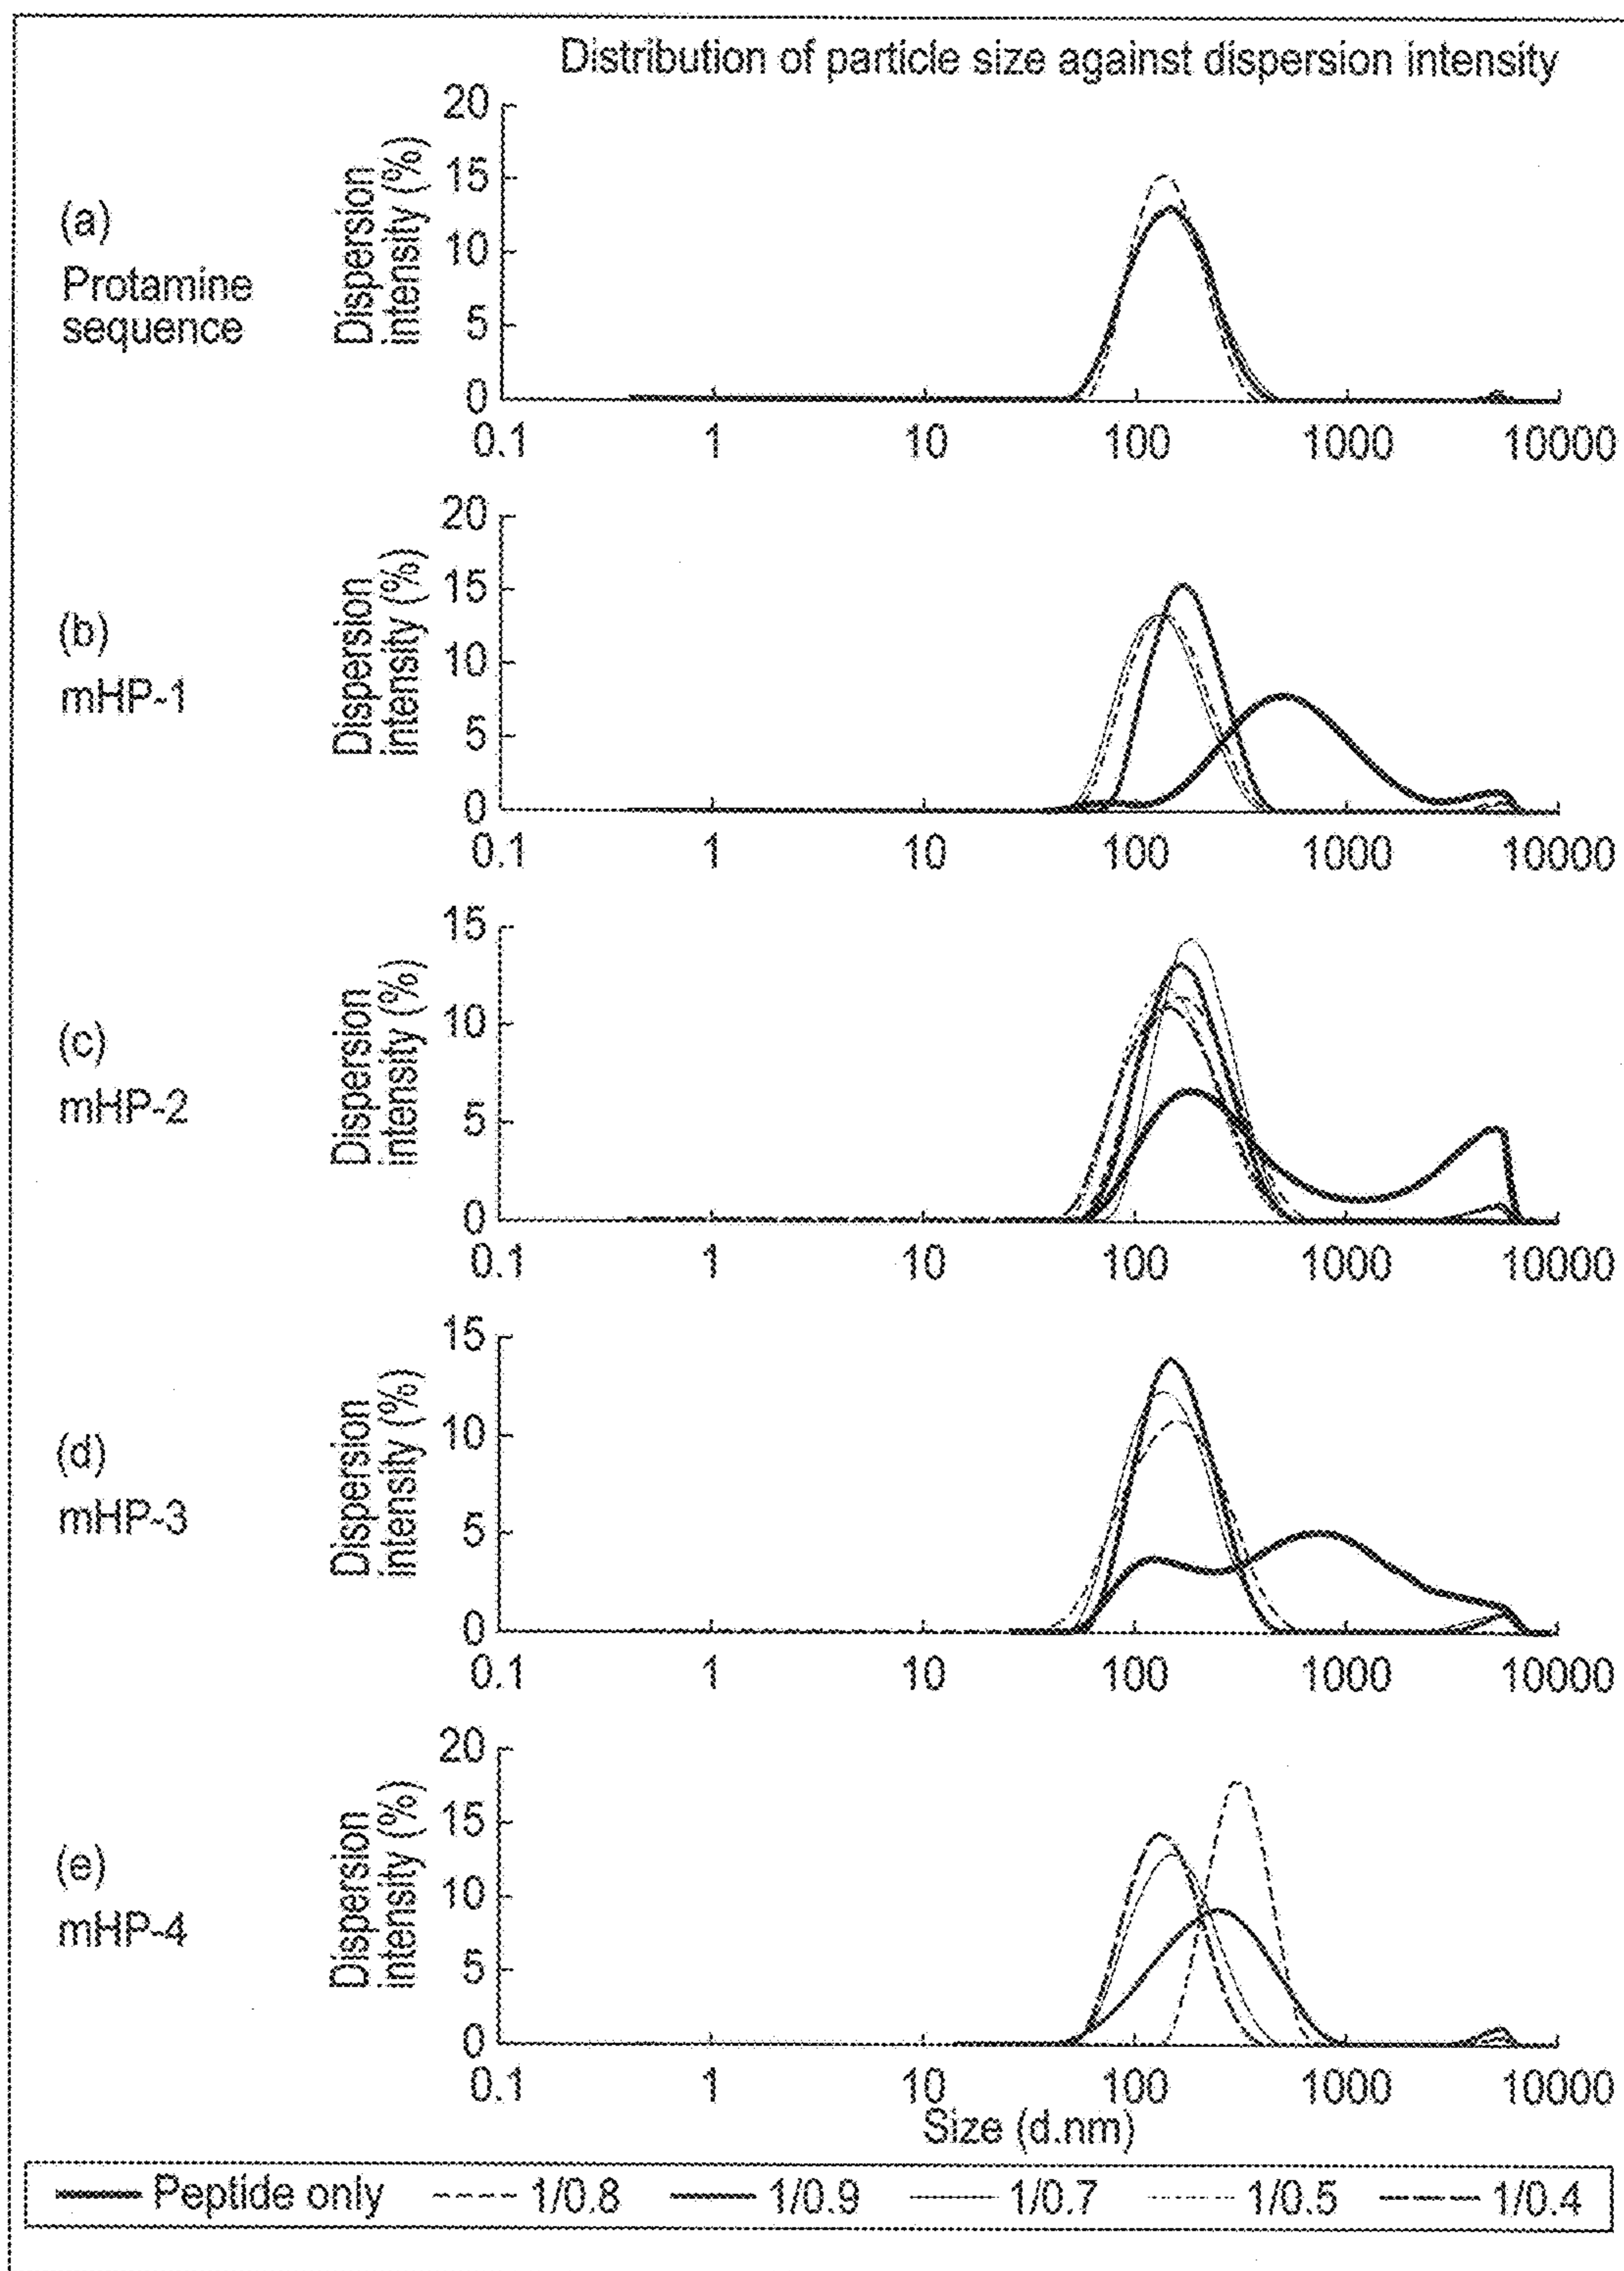 Distribution of particle size against dispersion intensity
(a)
Protamine
sequence
Dispersion
intensity (%)
20
15
10
5
0
0.1 1 10 100 1000 10000
(b)
mHP-1
Dispersion
intensity (%)
20
15
10
5
0
0.1 1 10 100 1000 10000
(c)
mHP-2
Dispersion
intensity (%)
15
10
5
0
0.1 1 10 100 1000 10000
(d)
mHP-3
Dispersion
intensity (%)
15
10
5
0
0.1 1 10 100 1000 10000
(e)
mHP-4
Dispersion
intensity (%)
20
15
10
5
0
0.1 1 10 100 1000 10000
Size (d.nm)
Peptide only 1/0.8 1/0.9 1/0.7 1/0.5 1/0.4